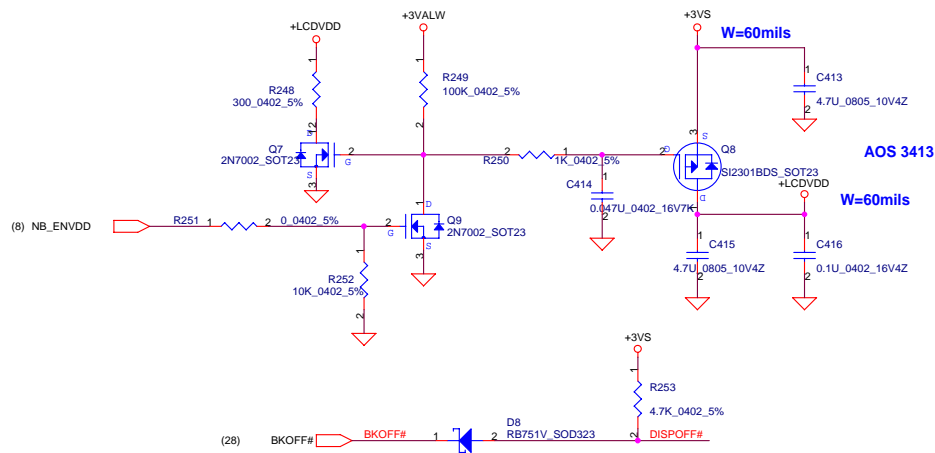 +3VALW
+3VS
W=60mils
+LCDVDD
1
R248
300_0402_5%
2
1
R249
100K_0402_5%
2
1
C413
4.7U_0805_10V4Z
2
Q7
2N7002_SOT23
S
G
S
2
3
R250
2
1
1K_0402_5%
2
G
3
S
Q8
SI2301BDS_SOT23
D
1
AOS 3413
+LCDVDD
W=60mils
1
C414
0.047U_0402_16V7K
2
(8)
NB_ENVDD
R251
1
2
0_0402_5%
2
G
1
D
Q9
2N7002_SOT23
S
3
1
R252
10K_0402_5%
2
1
C415
4.7U_0805_10V4Z
2
1
C416
0.1U_0402_16V4Z
2
+3VS
1
R253
4.7K_0402_5%
2
(28)
BKOFF#
BKOFF#
1
D8
RB751V_SOD323
2
DISPOFF#